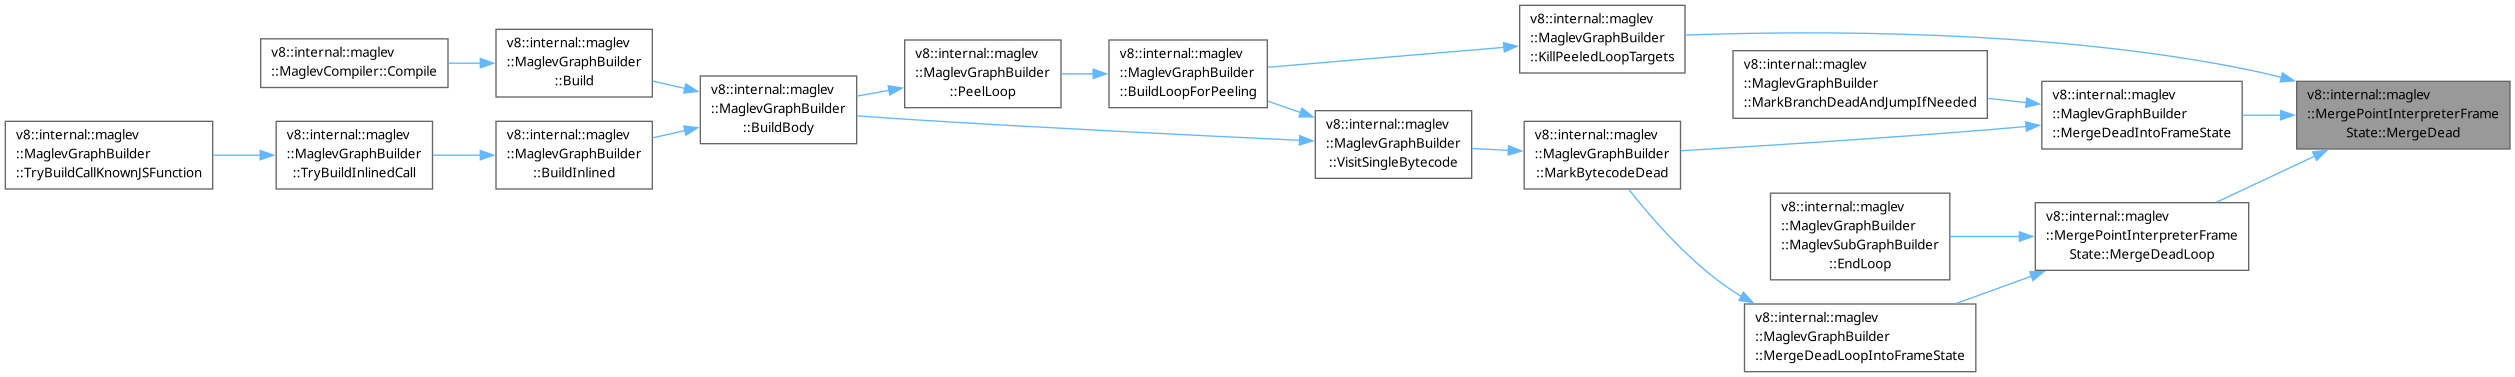 v8::internal::maglev
::MaglevCompiler::Compile
v8::internal::maglev
::MaglevGraphBuilder
::Build
v8::internal::maglev
::MaglevGraphBuilder
::TryBuildCallKnownJSFunction
v8::internal::maglev
::MaglevGraphBuilder
::TryBuildInlinedCall
v8::internal::maglev
::MaglevGraphBuilder
::BuildInlined
v8::internal::maglev
::MaglevGraphBuilder
::BuildBody
v8::internal::maglev
::MaglevGraphBuilder
::PeelLoop
v8::internal::maglev
::MaglevGraphBuilder
::BuildLoopForPeeling
v8::internal::maglev
::MaglevGraphBuilder
::VisitSingleBytecode
v8::internal::maglev
::MaglevGraphBuilder
::KillPeeledLoopTargets
v8::internal::maglev
::MaglevGraphBuilder
::MarkBytecodeDead
v8::internal::maglev
::MaglevGraphBuilder
::MarkBranchDeadAndJumpIfNeeded
v8::internal::maglev
::MaglevGraphBuilder
::MaglevSubGraphBuilder
::EndLoop
v8::internal::maglev
::MaglevGraphBuilder
::MergeDeadLoopIntoFrameState
v8::internal::maglev
::MaglevGraphBuilder
::MergeDeadIntoFrameState
v8::internal::maglev
::MergePointInterpreterFrame
State::MergeDeadLoop
v8::internal::maglev
::MergePointInterpreterFrame
State::MergeDead